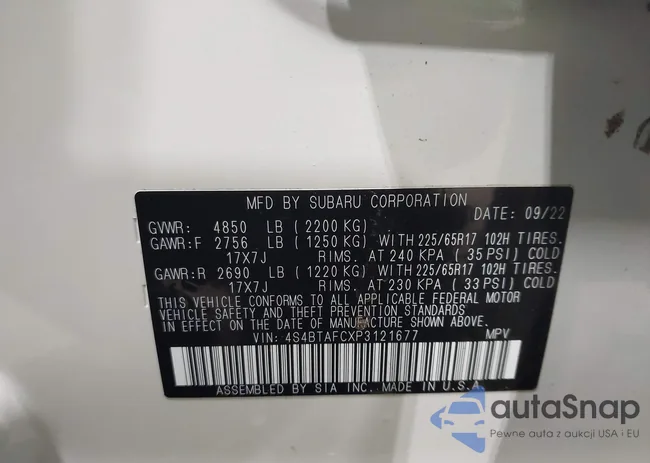 MFD BY SUBARU CORPORATION
DATE: 09/22
GVWR: 4850 LB (2200 KG)
GAWR:F 2756 LB (1250 KG) WITH 225/65R17 102H TIRES.
17X7J RIMS. AT 240 KPA (35 PSI) COLD
GAWR:R 2690 LB (1220 KG) WITH 225/65R17 102H TIRES.
17X7J RIMS. AT 230 KPA (33 PSI) COLD
THIS VEHICLE CONFORMS TO ALL APPLICABLE FEDERAL MOTOR
VEHICLE SAFETY AND THEFT PREVENTION STANDARDS
IN EFFECT ON THE DATE OF MANUFACTURE SHOWN ABOVE.
VIN: 4S4BTAFCXP3121677 MPV
ASSEMBLED BY SIA INC. MADE IN U.S.A.
autaSnap
Pewne auta z aukcji USA i EU